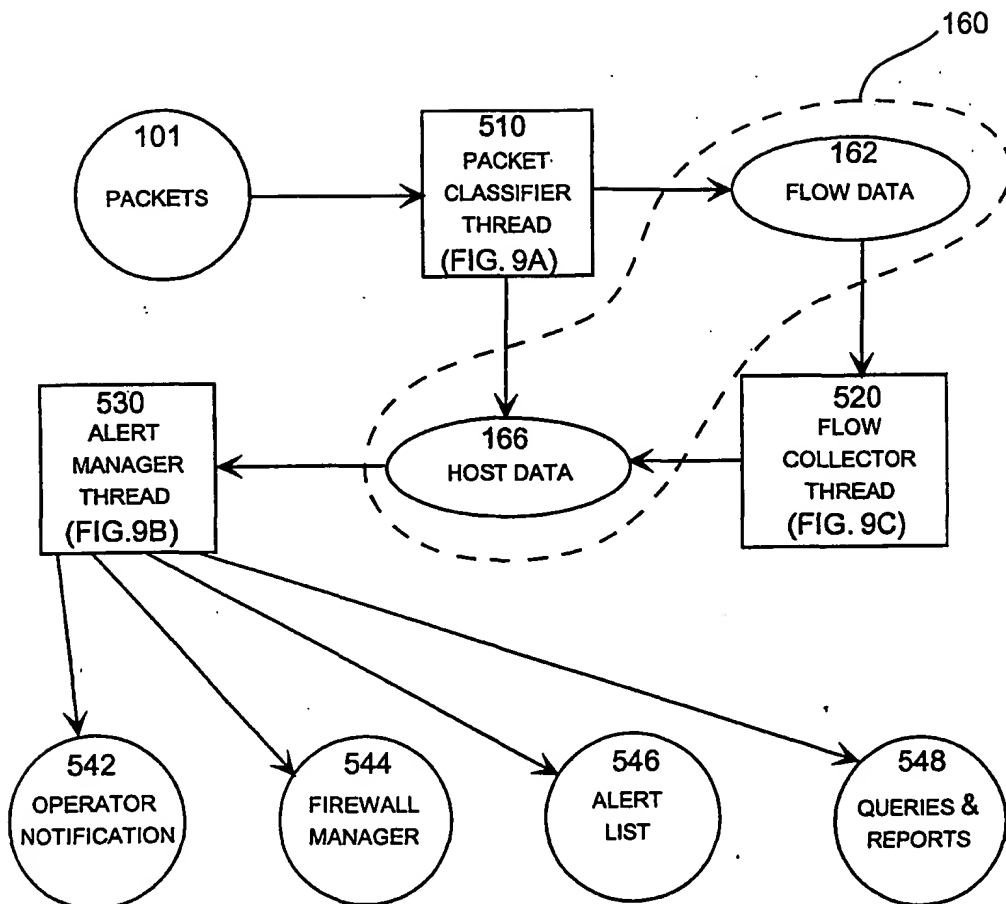 160
101
PACKETS
510
PACKET
CLASSIFIER
THREAD
(FIG. 9A)
162
FLOW DATA
530
ALERT
MANAGER
THREAD
(FIG.9B)
166
HOST DATA
520
FLOW
COLLECTOR
THREAD
(FIG. 9C)
542
OPERATOR
NOTIFICATION
544
FIREWALL
MANAGER
546
ALERT
LIST
548
QUERIES &
REPORTS